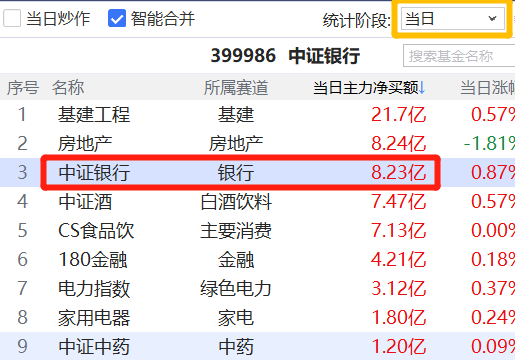 当日炒作 智能合并 统计阶段: 当日
399986 中证银行 搜索基金名称
序号 名称 所属赛道 当日主力净买额↓ 当日涨幅
1 基建工程 基建 21.7亿 0.57%
2 房地产 房地产 8.24亿 -1.81%
3 中证银行 银行 8.23亿 0.87%
4 中证酒 白酒饮料 7.47亿 0.57%
5 CS食品饮 主要消费 7.13亿 0.00%
6 180金融 金融 4.21亿 0.18%
7 电力指数 绿色电力 3.12亿 0.37%
8 家用电器 家电 1.80亿 0.24%
9 中证中药 中药 1.20亿 0.09%